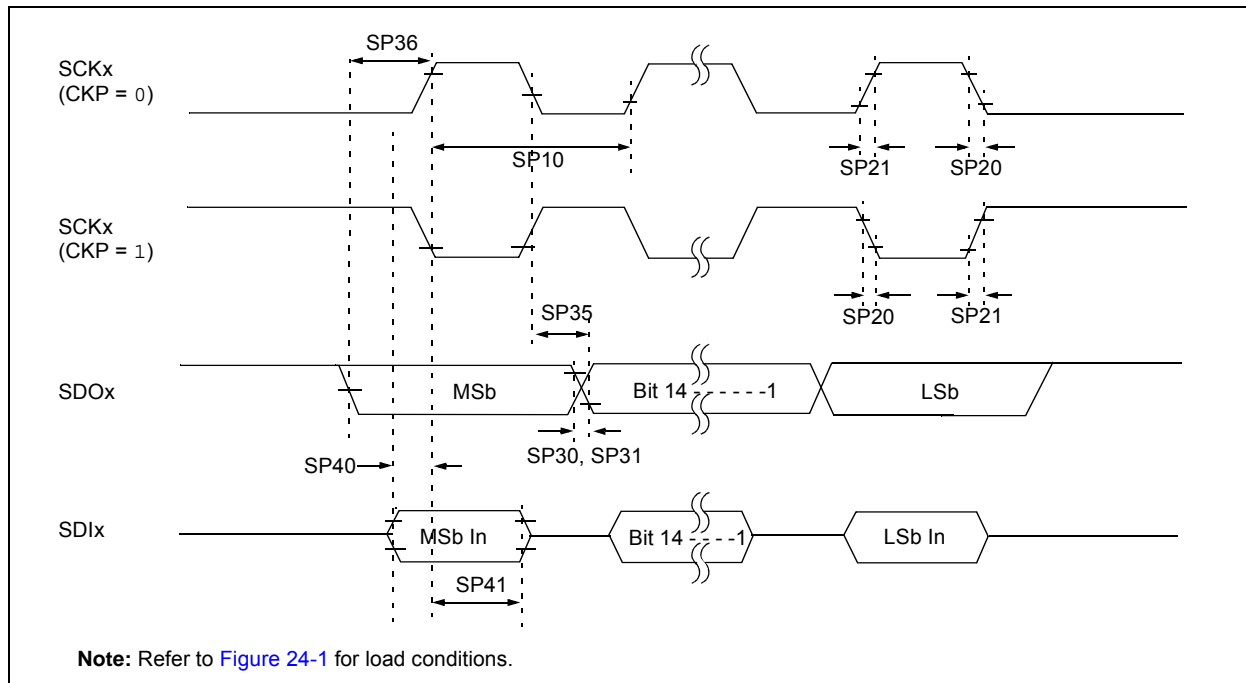 SP36
SCKx
(CKP = 0)
SP10
SP21
SP20
SCKx
(CKP = 1)
SP35
SP20
SP21
SDOx
MSb
Bit 14 - - - - - -1
LSb
SP40
SP30, SP31
SDIx
MSb In
Bit 14 - - - -1
LSb In
SP41
Note: Refer to Figure 24-1 for load conditions.